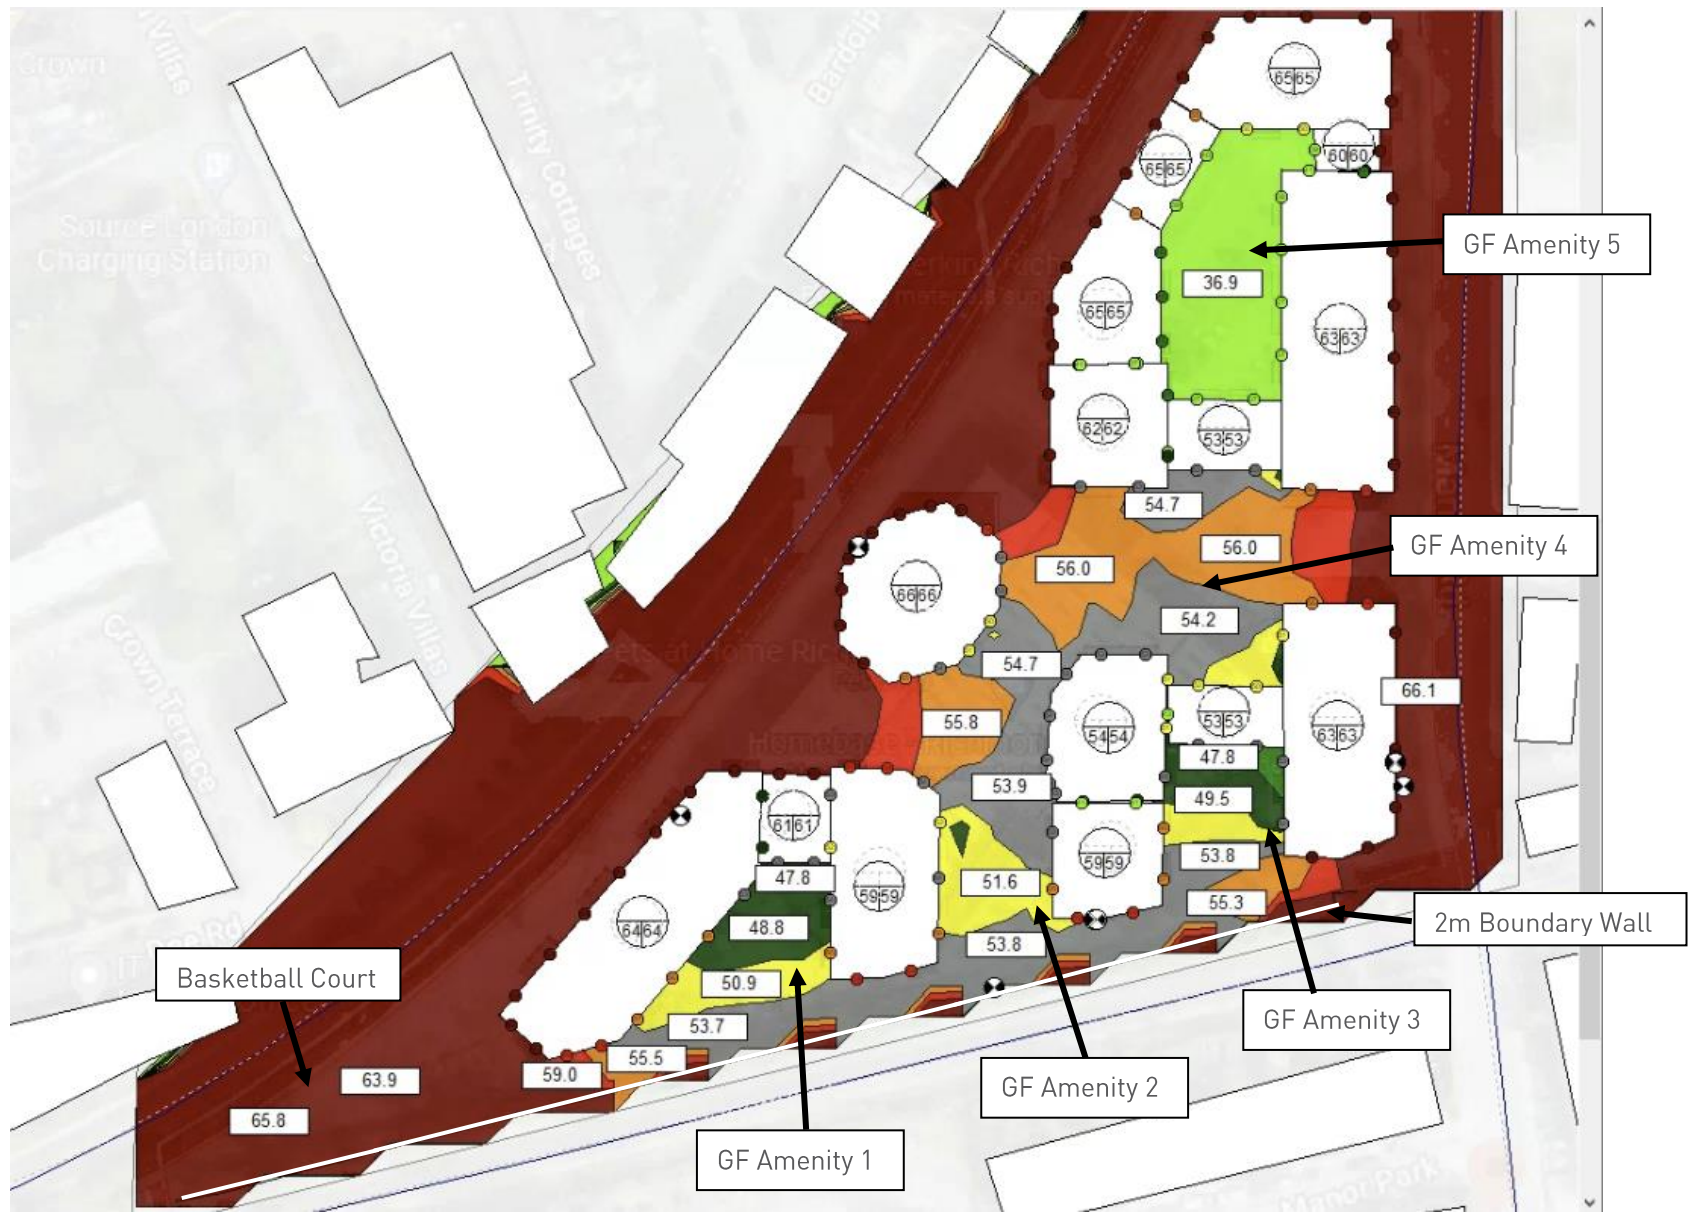 Crown
Villas
Trinity Cottages
Bardolph
Source London
Charging Station
65 65
60 60
65 65
GF Amenity 5
36.9
65 65
63 63
62 62
53 53
54.7
GF Amenity 4
56.0
56.0
66 66
54.2
54.7
Victoria Villas
Crown Terrace
66.1
55.8
54 54
53 53
63 63
Homebase - Richmond
47.8
53.9
49.5
61 61
53.8
59 59
47.8
59 59
51.6
55.3
64 64
48.8
2m Boundary Wall
53.8
Basketball Court
50.9
GF Amenity 3
53.7
55.5
59.0
63.9
GF Amenity 2
65.8
GF Amenity 1
Manor Park